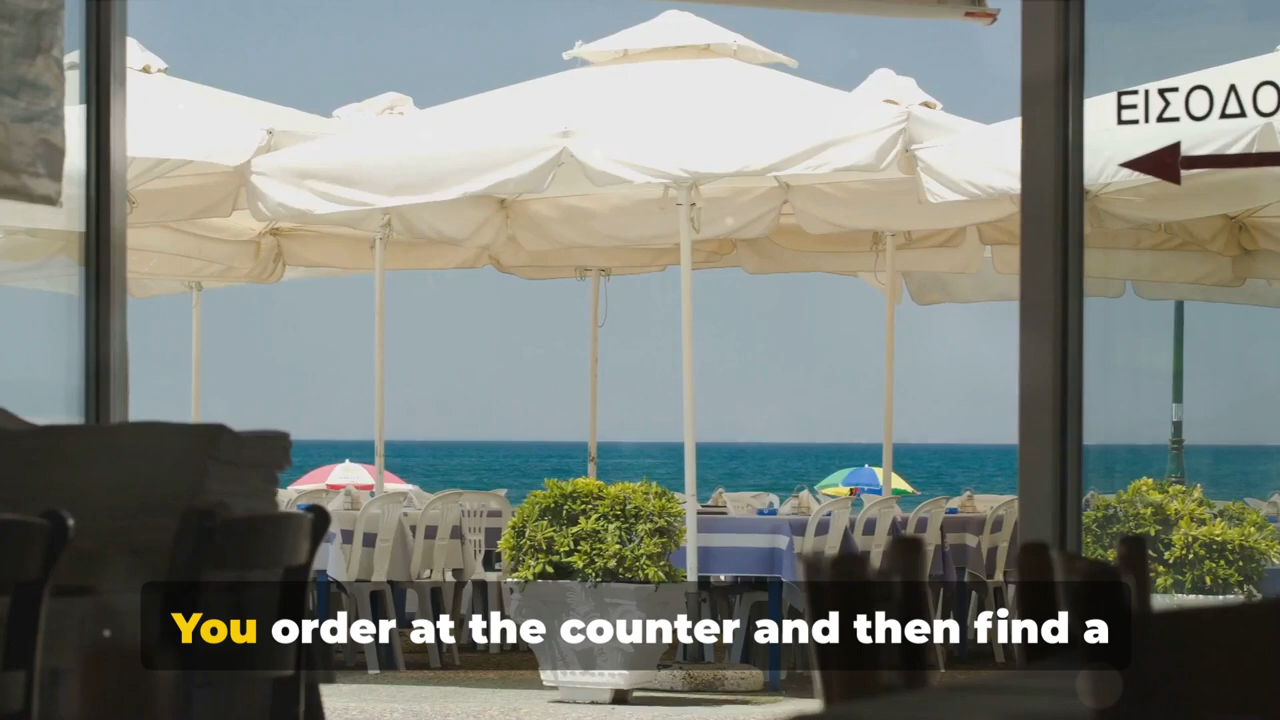 ΕΙΣΟΔΟ
You order at the counter and then find a